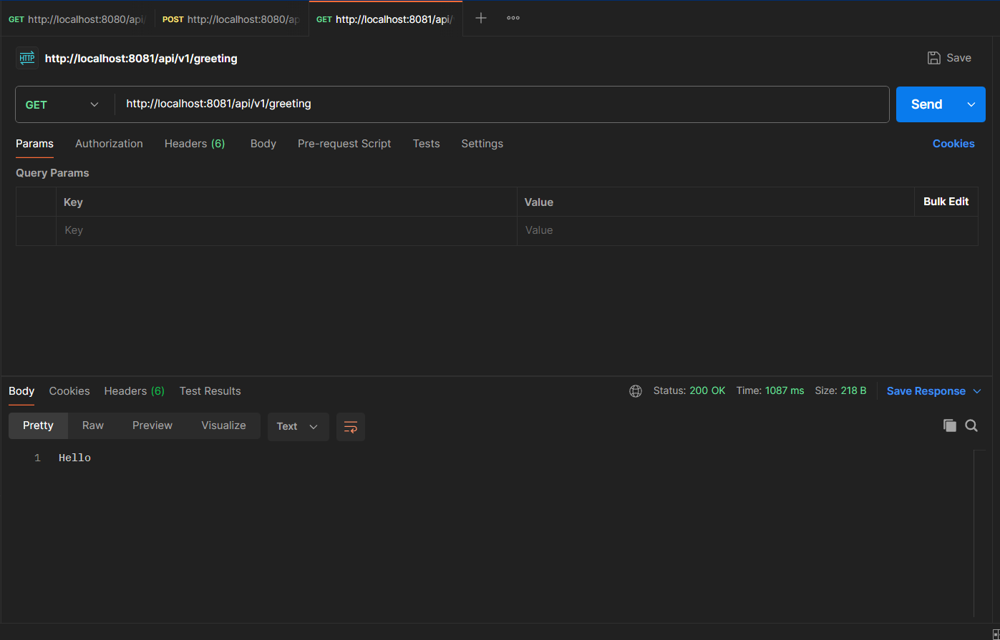 GET http://localhost:8080/api/ POST http://localhost:8080/ap GET http://localhost:8081/api/
HTTP http://localhost:8081/api/v1/greeting Save
GET http://localhost:8081/api/v1/greeting Send
Params Authorization Headers (6) Body Pre-request Script Tests Settings Cookies
Query Params
Key Value Bulk Edit
Key Value
Body Cookies Headers (6) Test Results Status: 200 OK Time: 1087 ms Size: 218 B Save Response
Pretty Raw Preview Visualize Text
1 Hello